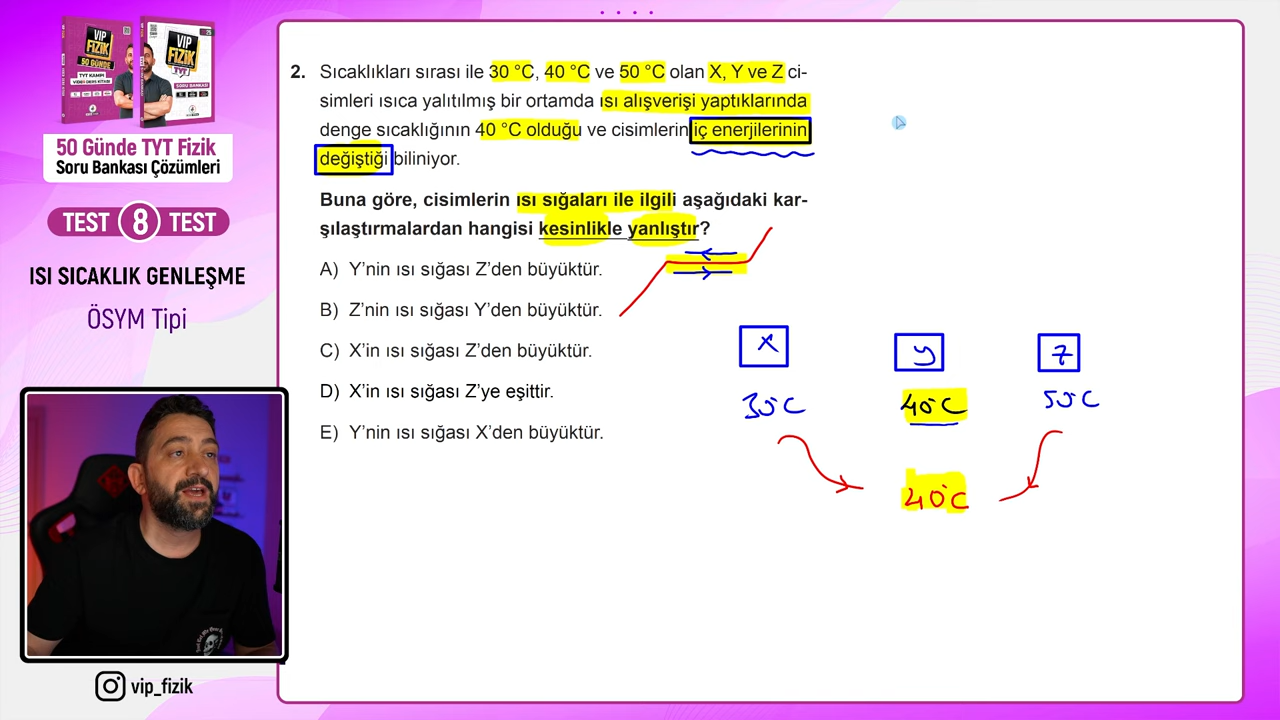 VIP
FİZİK
50 GÜNDE
TYT KAMPI
VİDEO DERS KİTABI
VIP
FİZİK
TYT
SORU BANKASI
50 Günde TYT Fizik
Soru Bankası Çözümleri
TEST 8 TEST
ISI SICAKLIK GENLEŞME
ÖSYM Tipi
vip_fizik
2. Sıcaklıkları sırası ile 30 °C, 40 °C ve 50 °C olan X, Y ve Z ci-
simleri ısıca yalıtılmış bir ortamda ısı alışverişi yaptıklarında
denge sıcaklığının 40 °C olduğu ve cisimlerin iç enerjilerinin
değiştiği biliniyor.
Buna göre, cisimlerin ısı sığaları ile ilgili aşağıdaki kar-
şılaştırmalardan hangisi kesinlikle yanlıştır?
A) Y'nin ısı sığası Z'den büyüktür.
B) Z'nin ısı sığası Y'den büyüktür.
C) X'in ısı sığası Z'den büyüktür.
D) X'in ısı sığası Z'ye eşittir.
E) Y'nin ısı sığası X'den büyüktür.
X y Z
30°C 40°C 50°C
40°C